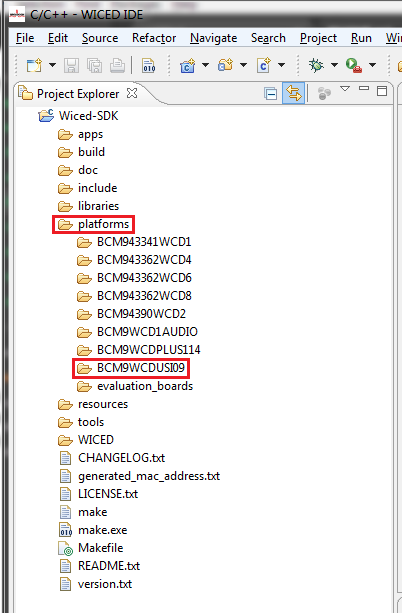 C/C++ - WICED IDE
File Edit Source Refactor Navigate Search Project Run Wi
010
Project Explorer
Wiced-SDK
apps
build
doc
include
libraries
platforms
BCM943341WCD1
BCM943362WCD4
BCM943362WCD6
BCM943362WCD8
BCM94390WCD2
BCM9WCD1AUDIO
BCM9WCDPLUS114
BCM9WCDUSI09
evaluation_boards
resources
tools
WICED
CHANGELOG.txt
generated_mac_address.txt
LICENSE.txt
make
make.exe
Makefile
README.txt
version.txt